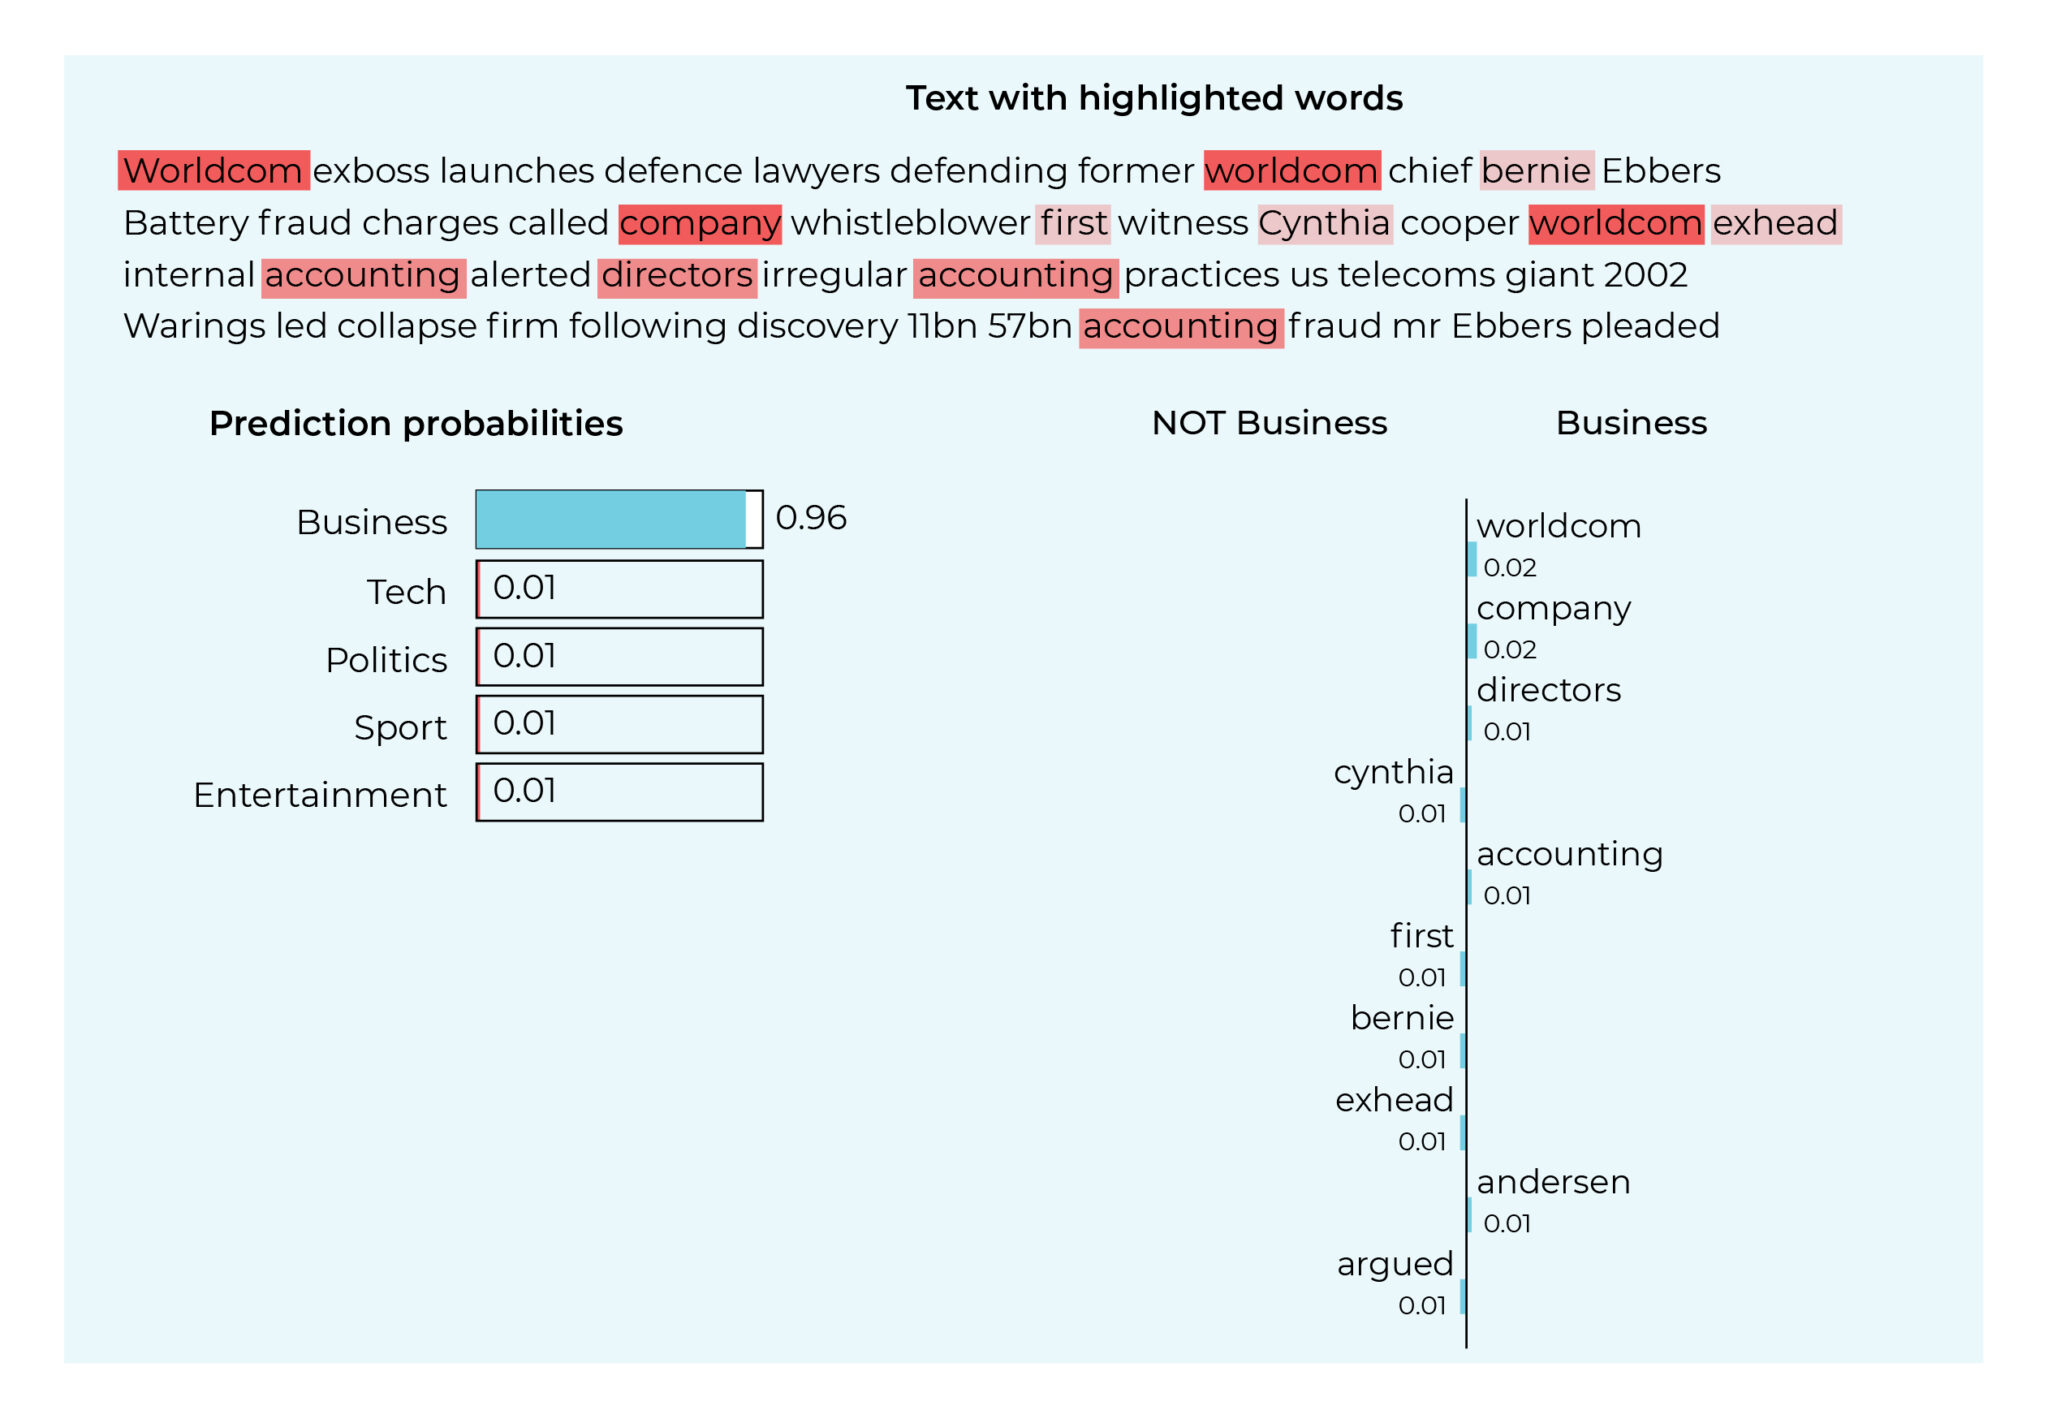 Text with highlighted words
Worldcom exboss launches defence lawyers defending former worldcom chief bernie Ebbers
Battery fraud charges called company whistleblower first witness Cynthia cooper worldcom exhead
internal accounting alerted directors irregular accounting practices us telecoms giant 2002
Warings led collapse firm following discovery 11bn 57bn accounting fraud mr Ebbers pleaded
Prediction probabilities
Business 0.96
Tech 0.01
Politics 0.01
Sport 0.01
Entertainment 0.01
NOT Business Business
worldcom
0.02
company
0.02
directors
0.01
cynthia
0.01
accounting
0.01
first
0.01
bernie
0.01
exhead
0.01
andersen
0.01
argued
0.01